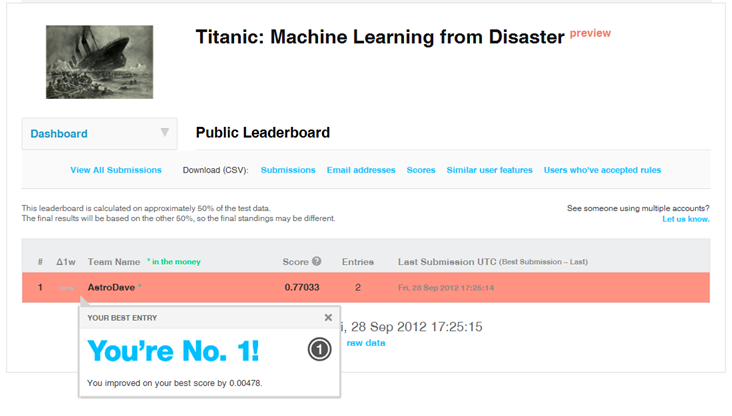 Titanic: Machine Learning from Disaster preview
Dashboard
Public Leaderboard
View All Submissions Download (CSV): Submissions Email addresses Scores Similar user features Users who've accepted rules
This leaderboard is calculated on approximately 50% of the test data.
The final results will be based on the other 50%, so the final standings may be different.
See someone using multiple accounts?
Let us know.
# Δ1w Team Name * in the money Score ? Entries Last Submission UTC (Best Submission – Last)
1 AstroDave * 0.77033 2 Fri, 28 Sep 2012 17:25:14
YOUR BEST ENTRY ×
You're No. 1! 1
You improved on your best score by 0.00478.
i, 28 Sep 2012 17:25:15
raw data